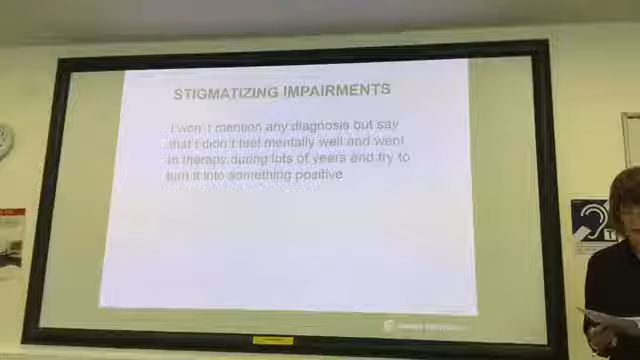 STIGMATIZING IMPAIRMENTS
I won't mention any diagnosis but say
that I didn't feel mentally well and went
in therapy during lots of years and try to
turn it into something positive
T